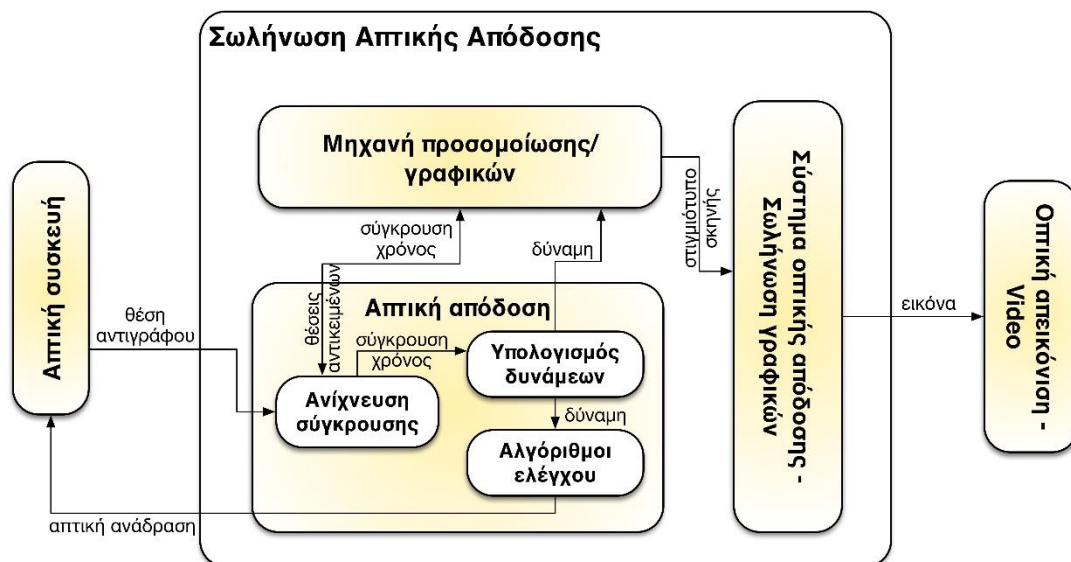 Σωλήνωση Απτικής Απόδοσης
Μηχανή προσομοίωσης/
γραφικών
σύγκρουση
χρόνος
δύναμη
στιγμιότυπο
σκηνής
Απτική συσκευή
θέση
αντιγράφου
θέσεις
αντικειμένων
Απτική απόδοση
σύγκρουση
χρόνος
Υπολογισμός
δυνάμεων
Ανίχνευση
σύγκρουσης
δύναμη
Αλγόριθμοι
ελέγχου
απτική ανάδραση
Σύστημα οπτικής απόδοσης -
Σωλήνωση γραφικών
εικόνα
Οπτική απεικόνιση -
Video